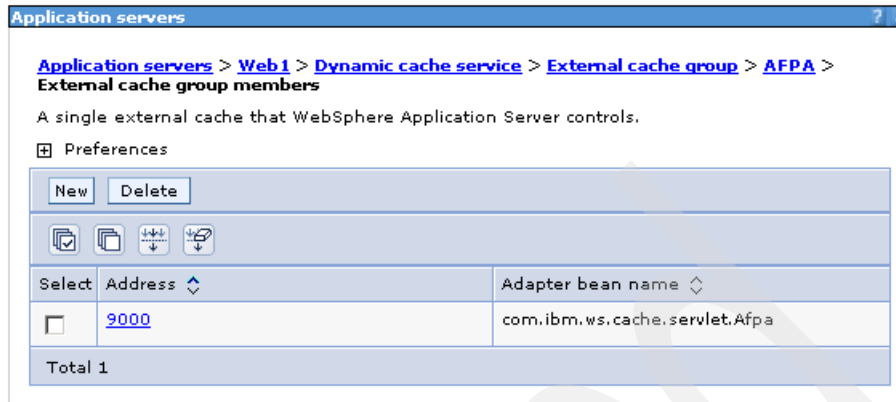 Application servers ?
Application servers > Web1 > Dynamic cache service > External cache group > AFPA >
External cache group members
A single external cache that WebSphere Application Server controls.
Preferences
New Delete
Select Address Adapter bean name
9000 com.ibm.ws.cache.servlet.Afpa
Total 1